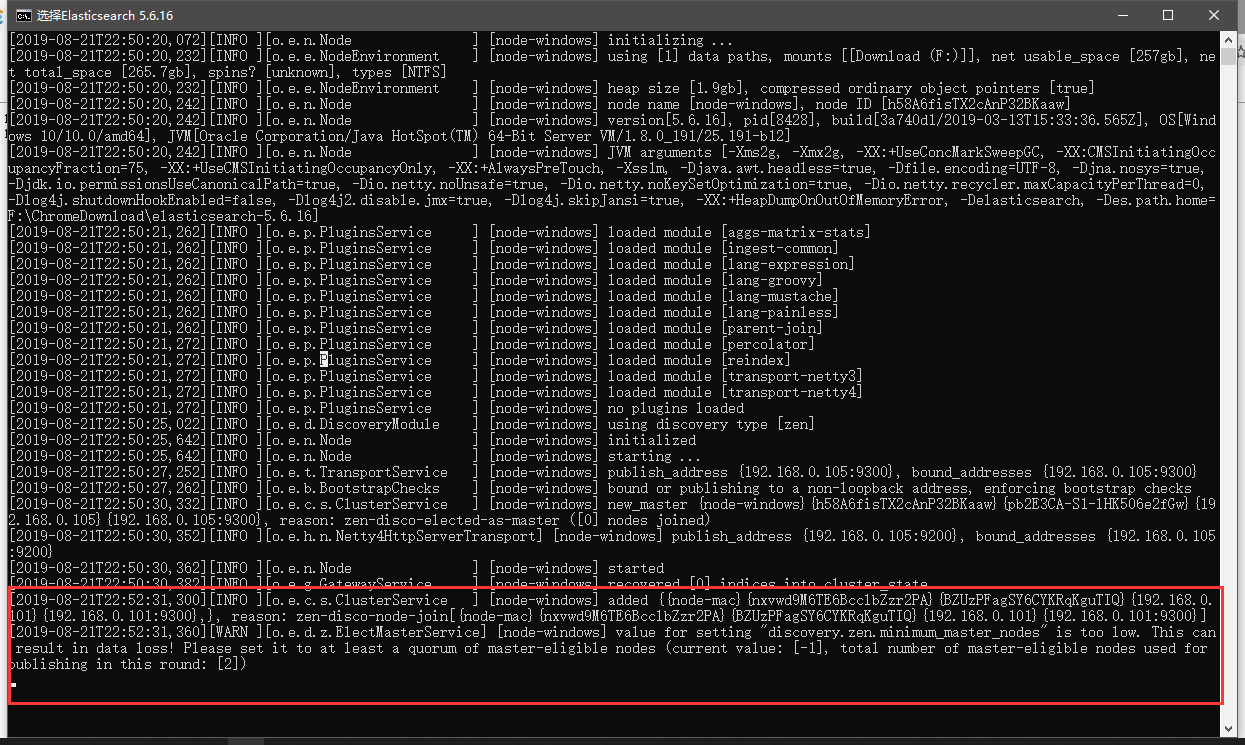 选择Elasticsearch 5.6.16
[2019-08-21T22:50:20,072][INFO ][o.e.n.Node               ] [node-windows] initializing ...
[2019-08-21T22:50:20,232][INFO ][o.e.e.NodeEnvironment    ] [node-windows] using [1] data paths, mounts [[Download (F:)]], net usable_space [257gb], ne
t total_space [265.7gb], spins? [unknown], types [NTFS]
[2019-08-21T22:50:20,232][INFO ][o.e.e.NodeEnvironment    ] [node-windows] heap size [1.9gb], compressed ordinary object pointers [true]
[2019-08-21T22:50:20,242][INFO ][o.e.n.Node               ] [node-windows] node name [node-windows], node ID [h58A6fisTX2cAnP32BKaaw]
[2019-08-21T22:50:20,242][INFO ][o.e.n.Node               ] [node-windows] version[5.6.16], pid[8428], build[3a740d1/2019-03-13T15:33:36.565Z], OS[Wind
ows 10/10.0/amd64], JVM[Oracle Corporation/Java HotSpot(TM) 64-Bit Server VM/1.8.0_191/25.191-b12]
[2019-08-21T22:50:20,242][INFO ][o.e.n.Node               ] [node-windows] JVM arguments [-Xms2g, -Xmx2g, -XX:+UseConcMarkSweepGC, -XX:CMSInitiatingOcc
upancyFraction=75, -XX:+UseCMSInitiatingOccupancyOnly, -XX:+AlwaysPreTouch, -Xss1m, -Djava.awt.headless=true, -Dfile.encoding=UTF-8, -Djna.nosys=true,
-Djdk.io.permissionsUseCanonicalPath=true, -Dio.netty.noUnsafe=true, -Dio.netty.noKeySetOptimization=true, -Dio.netty.recycler.maxCapacityPerThread=0,
-Dlog4j.shutdownHookEnabled=false, -Dlog4j2.disable.jmx=true, -Dlog4j.skipJansi=true, -XX:+HeapDumpOnOutOfMemoryError, -Delasticsearch, -Des.path.home=
F:\ChromeDownload\elasticsearch-5.6.16]
[2019-08-21T22:50:21,262][INFO ][o.e.p.PluginsService     ] [node-windows] loaded module [aggs-matrix-stats]
[2019-08-21T22:50:21,262][INFO ][o.e.p.PluginsService     ] [node-windows] loaded module [ingest-common]
[2019-08-21T22:50:21,262][INFO ][o.e.p.PluginsService     ] [node-windows] loaded module [lang-expression]
[2019-08-21T22:50:21,262][INFO ][o.e.p.PluginsService     ] [node-windows] loaded module [lang-groovy]
[2019-08-21T22:50:21,262][INFO ][o.e.p.PluginsService     ] [node-windows] loaded module [lang-mustache]
[2019-08-21T22:50:21,262][INFO ][o.e.p.PluginsService     ] [node-windows] loaded module [lang-painless]
[2019-08-21T22:50:21,262][INFO ][o.e.p.PluginsService     ] [node-windows] loaded module [parent-join]
[2019-08-21T22:50:21,272][INFO ][o.e.p.PluginsService     ] [node-windows] loaded module [percolator]
[2019-08-21T22:50:21,272][INFO ][o.e.p.PluginsService     ] [node-windows] loaded module [reindex]
[2019-08-21T22:50:21,272][INFO ][o.e.p.PluginsService     ] [node-windows] loaded module [transport-netty3]
[2019-08-21T22:50:21,272][INFO ][o.e.p.PluginsService     ] [node-windows] loaded module [transport-netty4]
[2019-08-21T22:50:21,272][INFO ][o.e.p.PluginsService     ] [node-windows] no plugins loaded
[2019-08-21T22:50:25,022][INFO ][o.e.d.DiscoveryModule    ] [node-windows] using discovery type [zen]
[2019-08-21T22:50:25,642][INFO ][o.e.n.Node               ] [node-windows] initialized
[2019-08-21T22:50:25,642][INFO ][o.e.n.Node               ] [node-windows] starting ...
[2019-08-21T22:50:27,252][INFO ][o.e.t.TransportService   ] [node-windows] publish_address {192.168.0.105:9300}, bound_addresses {192.168.0.105:9300}
[2019-08-21T22:50:27,262][INFO ][o.e.b.BootstrapChecks    ] [node-windows] bound or publishing to a non-loopback address, enforcing bootstrap checks
[2019-08-21T22:50:30,332][INFO ][o.e.c.s.ClusterService   ] [node-windows] new_master {node-windows}{h58A6fisTX2cAnP32BKaaw}{pb2E3CA-S1-1HK506e2fGw}{19
2.168.0.105}{192.168.0.105:9300}, reason: zen-disco-elected-as-master ([0] nodes joined)
[2019-08-21T22:50:30,352][INFO ][o.e.h.n.Netty4HttpServerTransport] [node-windows] publish_address {192.168.0.105:9200}, bound_addresses {192.168.0.105
:9200}
[2019-08-21T22:50:30,362][INFO ][o.e.n.Node               ] [node-windows] started
[2019-08-21T22:50:30,382][INFO ][o.e.g.GatewayService     ] [node-windows] recovered [0] indices into cluster_state
[2019-08-21T22:52:31,300][INFO ][o.e.c.s.ClusterService   ] [node-windows] added {{node-mac}{nxvwd9M6TE6Bcc1bZzr2PA}{BZUzPFagSY6CYKRqKguTIQ}{192.168.0.
101}{192.168.0.101:9300},}, reason: zen-disco-node-join[{node-mac}{nxvwd9M6TE6Bcc1bZzr2PA}{BZUzPFagSY6CYKRqKguTIQ}{192.168.0.101}{192.168.0.101:9300}]
[2019-08-21T22:52:31,360][WARN ][o.e.d.z.ElectMasterService] [node-windows] value for setting "discovery.zen.minimum_master_nodes" is too low. This can
result in data loss! Please set it to at least a quorum of master-eligible nodes (current value: [-1], total number of master-eligible nodes used for
publishing in this round: [2])